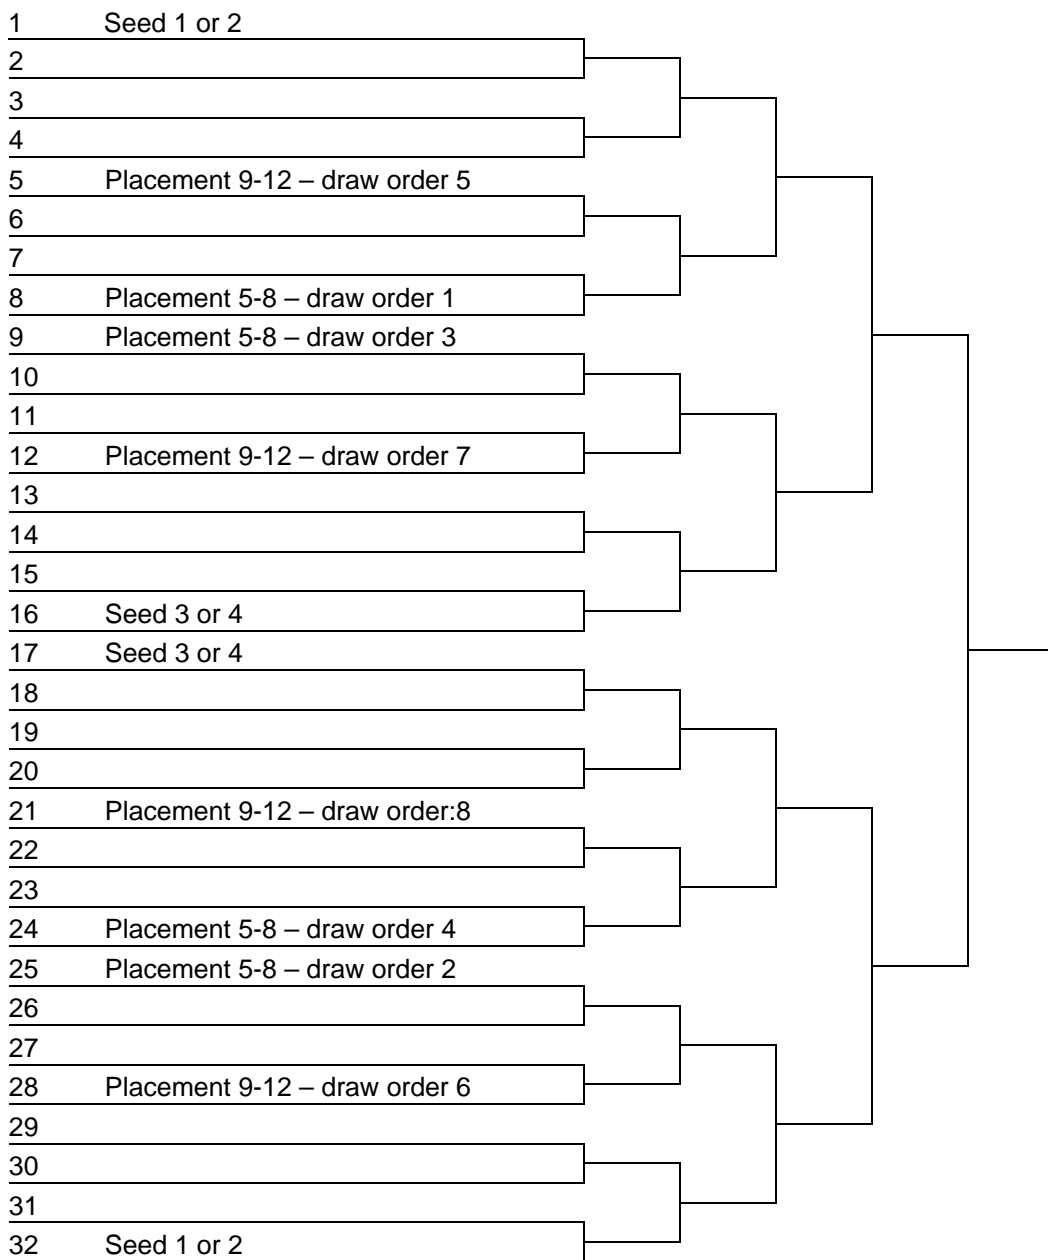 1 Seed 1 or 2
2
3
4
5 Placement 9-12 – draw order 5
6
7
8 Placement 5-8 – draw order 1
9 Placement 5-8 – draw order 3
10
11
12 Placement 9-12 – draw order 7
13
14
15
16 Seed 3 or 4
17 Seed 3 or 4
18
19
20
21 Placement 9-12 – draw order:8
22
23
24 Placement 5-8 – draw order 4
25 Placement 5-8 – draw order 2
26
27
28 Placement 9-12 – draw order 6
29
30
31
32 Seed 1 or 2